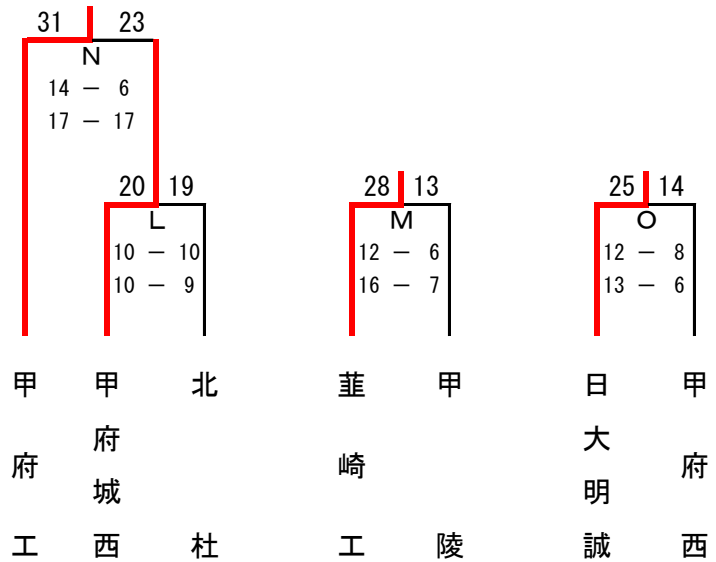 31 23
N
14 － 6
17 － 17
20 19
L
10 － 10
10 － 9
28 13
M
12 － 6
16 － 7
25 14
O
12 － 8
13 － 6
甲府工
甲府城西
北杜
韮崎工
甲陵
日大明誠
甲府西